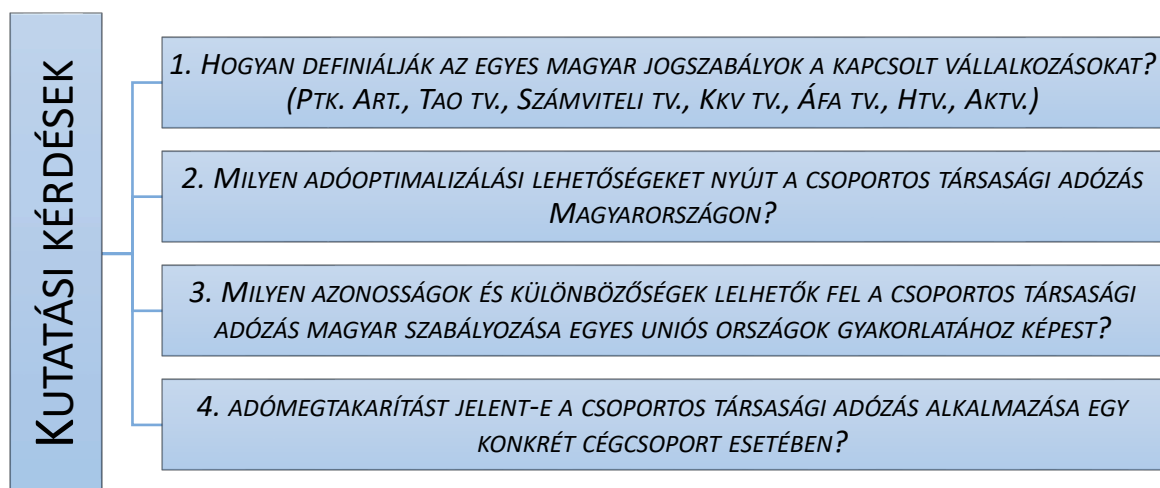 KUTATÁSI KÉRDÉSEK
1. HOGYAN DEFINIÁLJÁK AZ EGYES MAGYAR JOGSZABÁLYOK A KAPCSOLT VÁLLALKOZÁSOKAT?
(PTK. ART., TAO TV., SZÁMVITELI TV., KKV TV., ÁFA TV., HTV., AKTV.)
2. MILYEN ADÓOPTIMALIZÁLÁSI LEHETŐSÉGEKET NYÚJT A CSOPORTOS TÁRSASÁGI ADÓZÁS
MAGYARORSZÁGON?
3. MILYEN AZONOSSÁGOK ÉS KÜLÖNBÖZŐSÉGEK LELHETŐK FEL A CSOPORTOS TÁRSASÁGI
ADÓZÁS MAGYAR SZABÁLYOZÁSA EGYES UNIÓS ORSZÁGOK GYAKORLATÁHOZ KÉPEST?
4. ADÓMEGTAKARÍTÁST JELENT-E A CSOPORTOS TÁRSASÁGI ADÓZÁS ALKALMAZÁSA EGY
KONKRÉT CÉGCSOPORT ESETÉBEN?